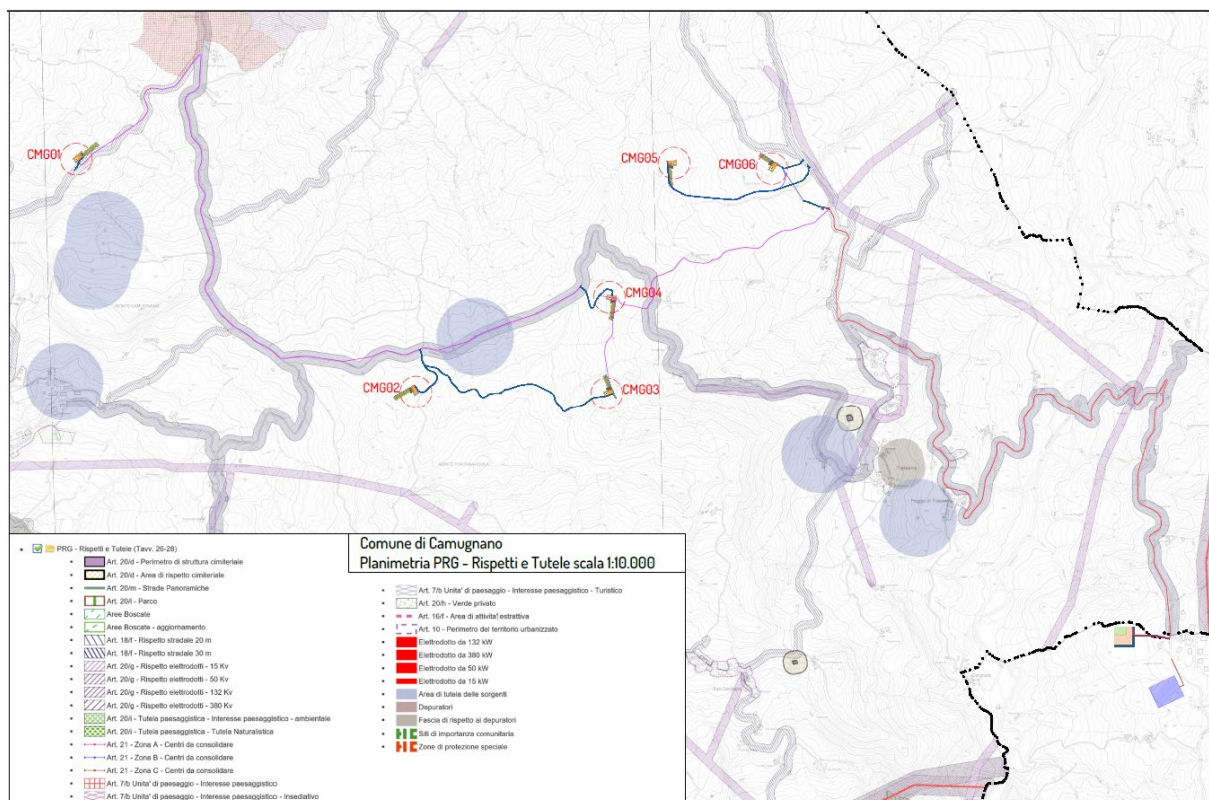 CMG01
CMG05
CMG06
CMG04
CMG02
CMG03
Trasserra
Comune di Camugnano
Planimetria PRG - Rispetti e Tutele scala 1:10.000
PRG - Rispetti e Tutele (Tavv. 26-28)
Art. 20/d - Perimetro di struttura cimiteriale
Art. 20/d - Area di rispetto cimiteriale
Art. 20/m - Strade Panoramiche
Art. 20/l - Parco
Aree Boscate
Aree Boscate - aggiornamento
Art. 18/f - Rispetto stradale 20 m
Art. 18/f - Rispetto stradale 30 m
Art. 20/g - Rispetto elettrodotti - 15 Kv
Art. 20/g - Rispetto elettrodotti - 50 Kv
Art. 20/g - Rispetto elettrodotti - 132 Kv
Art. 20/g - Rispetto elettrodotti - 380 Kv
Art. 20/i - Tutela paesaggistica - Interesse paesaggistico - ambientale
Art. 20/i - Tutela paesaggistica - Tutela Naturalistica
Art. 21 - Zona A - Centri da consolidare
Art. 21 - Zona B - Centri da consolidare
Art. 21 - Zona C - Centri da consolidare
Art. 7/b Unita' di paesaggio - Interesse paesaggistico
Art. 7/b Unita' di paesaggio - Interesse paesaggistico - Insediativo
Art. 7/b Unita' di paesaggio - Interesse paesaggistico - Turistico
Art. 20/h - Verde privato
Art. 16/f - Area di attivita' estrattiva
Art. 10 - Perimetro del territorio urbanizzato
Elettrodotto da 132 kW
Elettrodotto da 380 kW
Elettrodotto da 50 kW
Elettrodotto da 15 kW
Area di tutele delle sorgenti
Depuratori
Fascia di rispetto ai depuratori
Siti di importanza comunitaria
Zone di protezione speciale